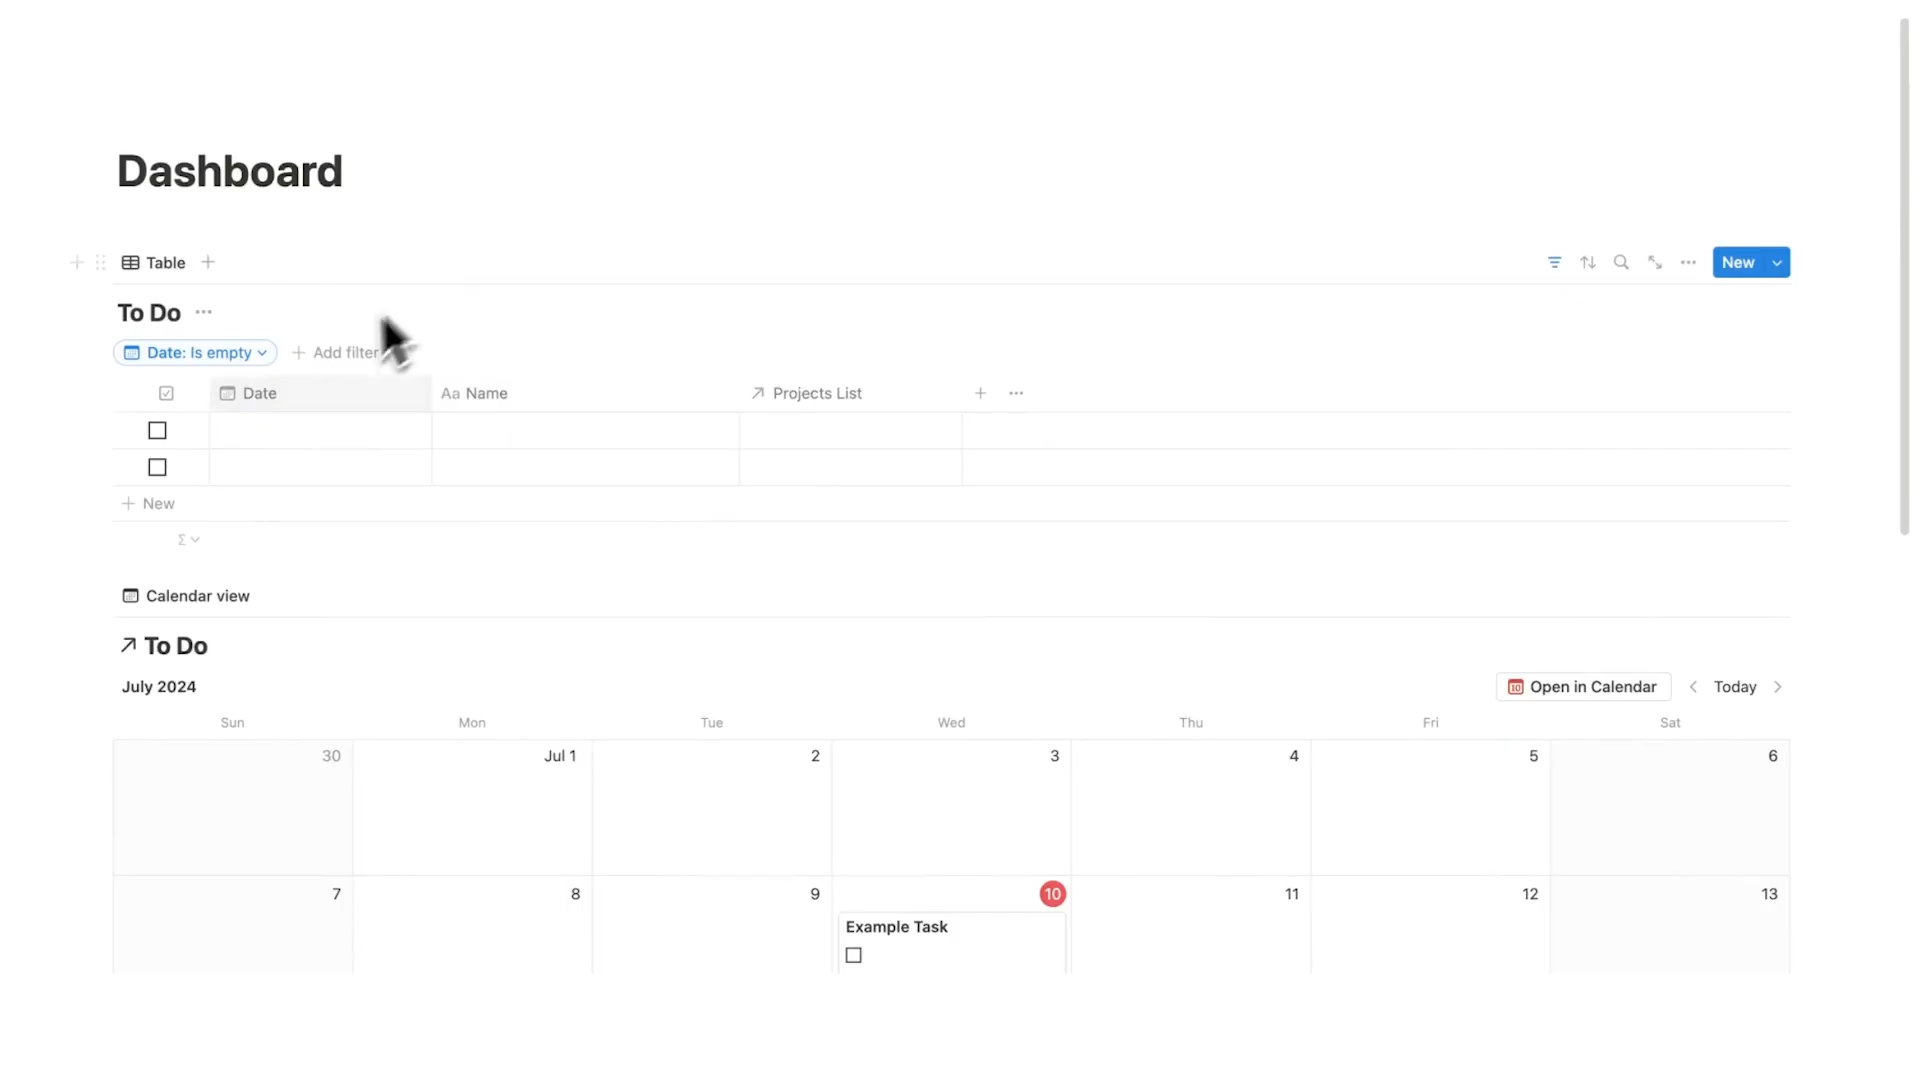 Dashboard
Table
New
To Do
Date: Is empty
Add filter
Date
Aa Name
Projects List
New
Σ
Calendar view
To Do
July 2024
10 Open in Calendar
Today
Sun Mon Tue Wed Thu Fri Sat
30 Jul 1 2 3 4 5 6
7 8 9 10 11 12 13
Example Task